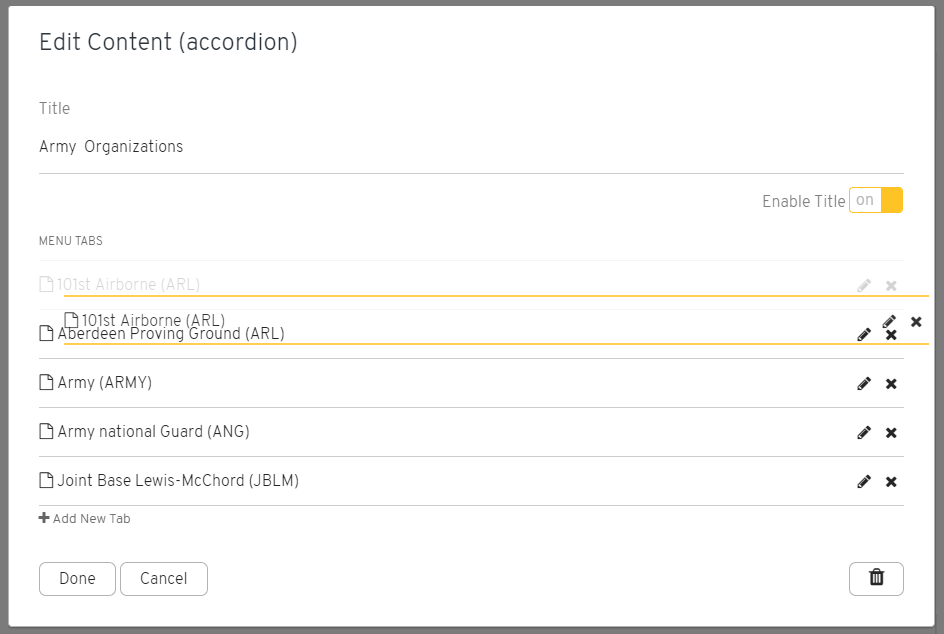 Edit Content (accordion)
Title
Army Organizations
Enable Title on
MENU TABS
101st Airborne (ARL)
101st Airborne (ARL)
Aberdeen Proving Ground (ARL)
Army (ARMY)
Army national Guard (ANG)
Joint Base Lewis-McChord (JBLM)
Add New Tab
Done Cancel